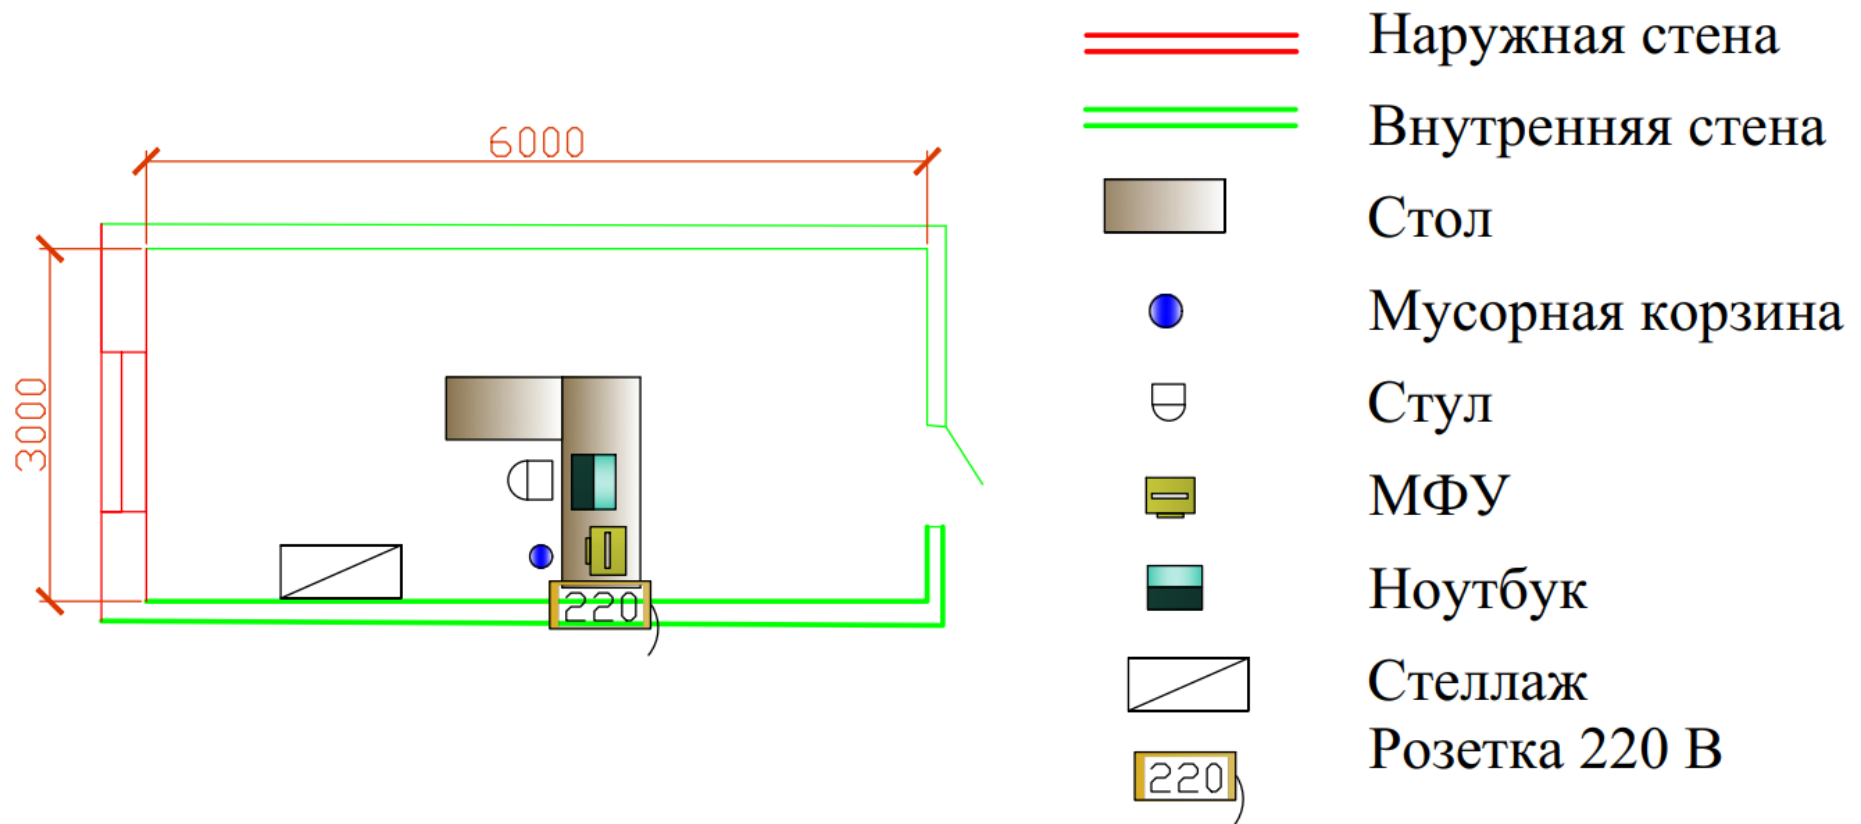 6000
3000
220
Наружная стена
Внутренняя стена
Стол
Мусорная корзина
Стул
МФУ
Ноутбук
Стеллаж
Розетка 220 В
220